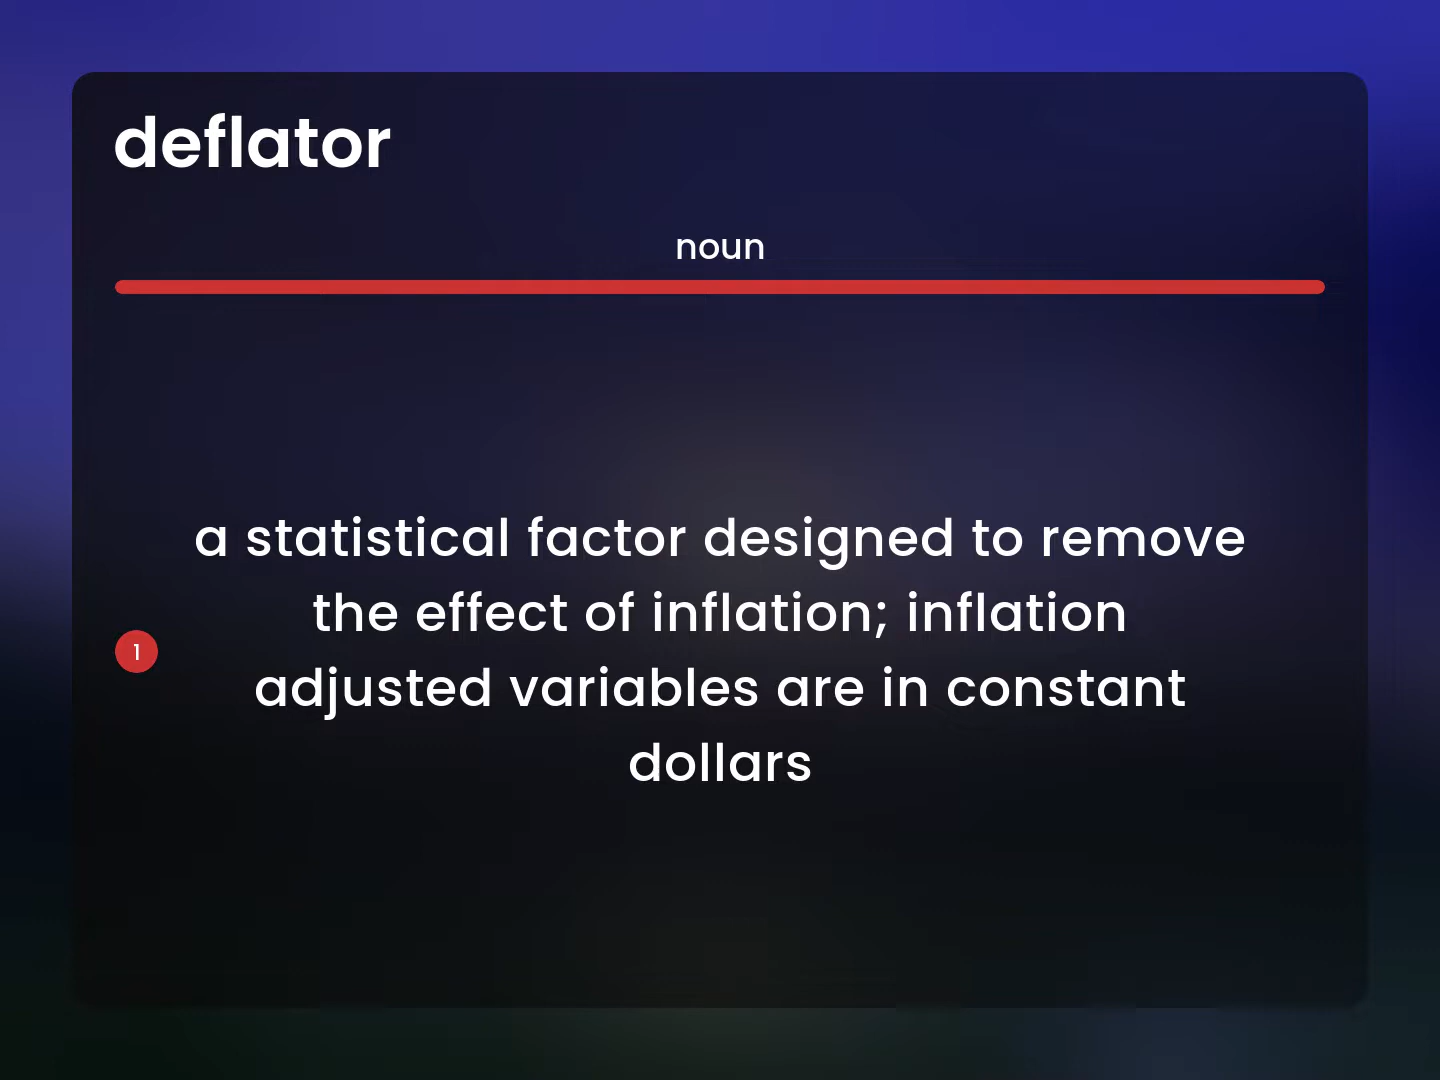 deflator
noun
a statistical factor designed to remove
the effect of inflation; inflation
1
adjusted variables are in constant
dollars